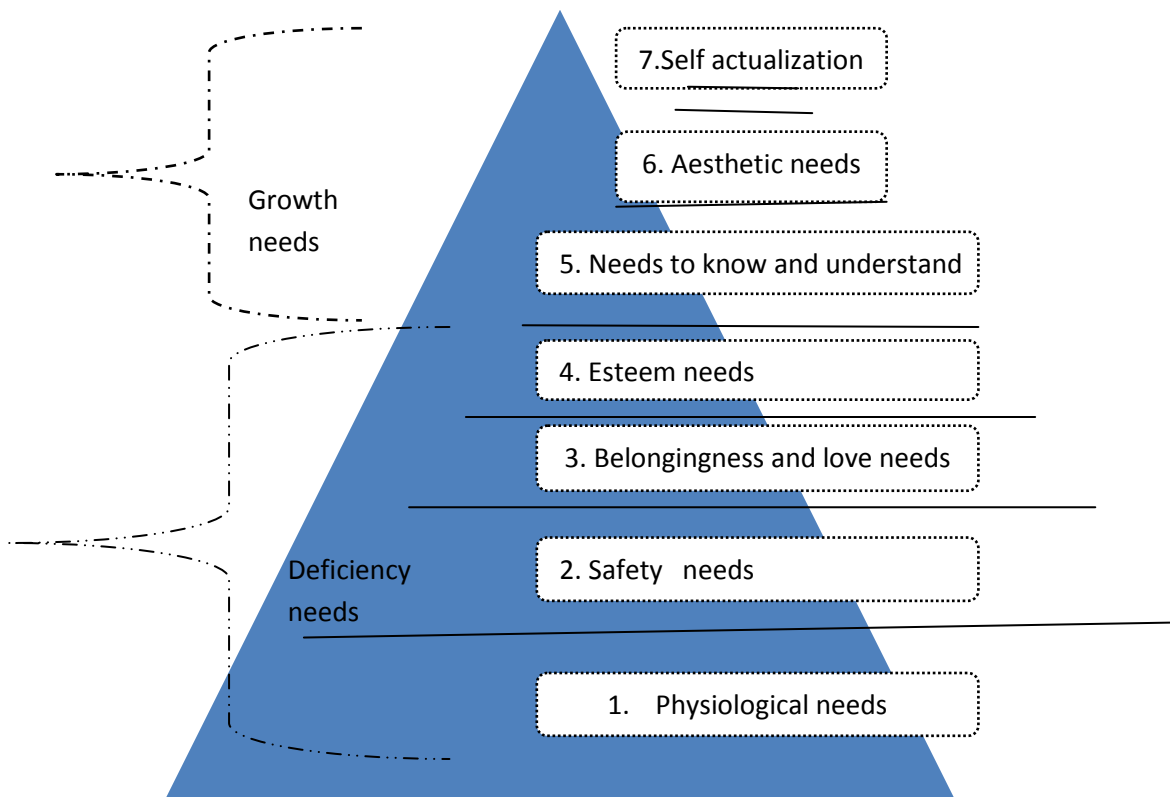 7.Self actualization
6. Aesthetic needs
Growth
needs
5. Needs to know and understand
4. Esteem needs
3. Belongingness and love needs
Deficiency
needs
2. Safety needs
1. Physiological needs